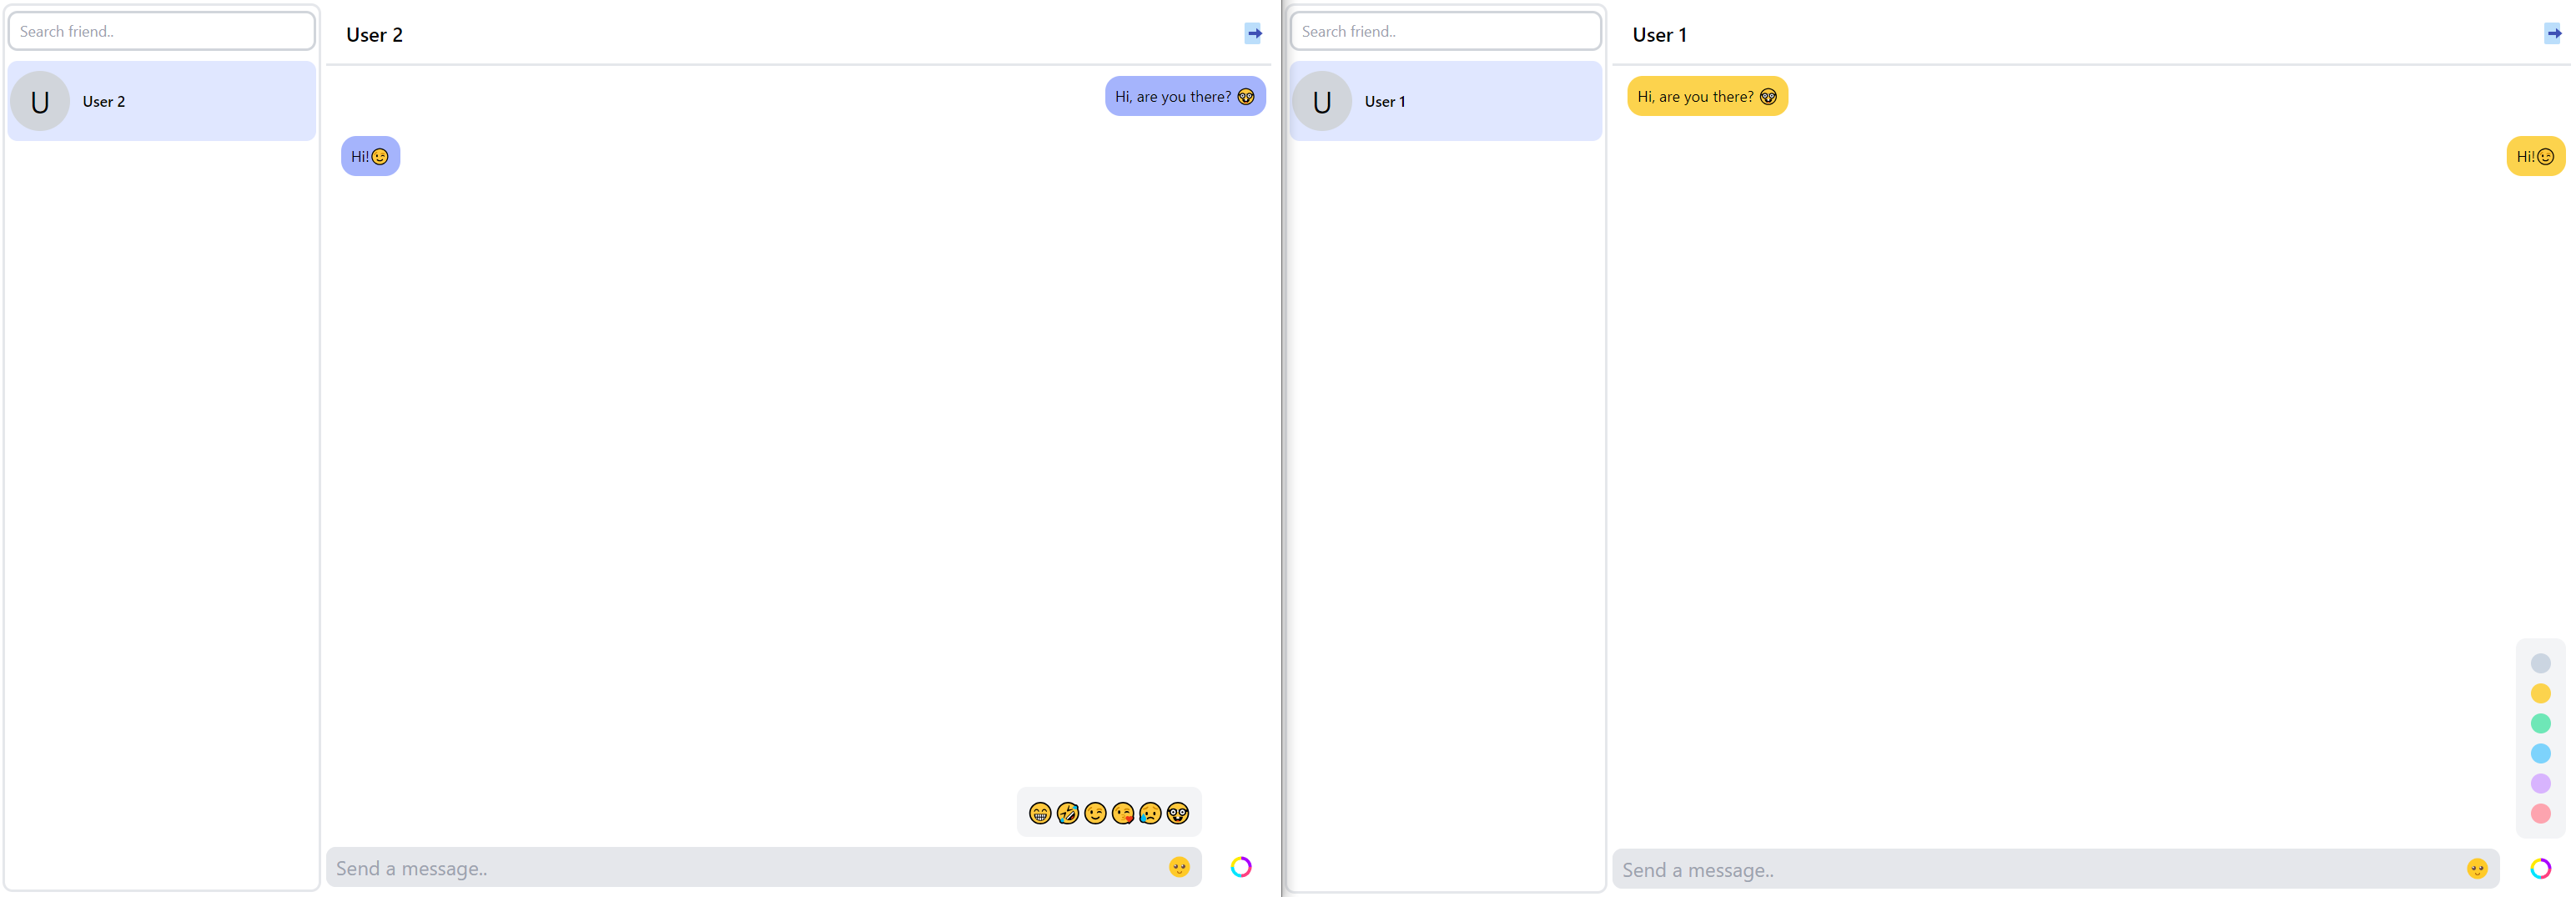 Search friend..
U
User 2
User 2
Hi, are you there? 🤓
Hi!😉
😁🤣😉😘😥🤓
Send a message..
Search friend..
U
User 1
User 1
Hi, are you there? 🤓
Hi!😉
Send a message..